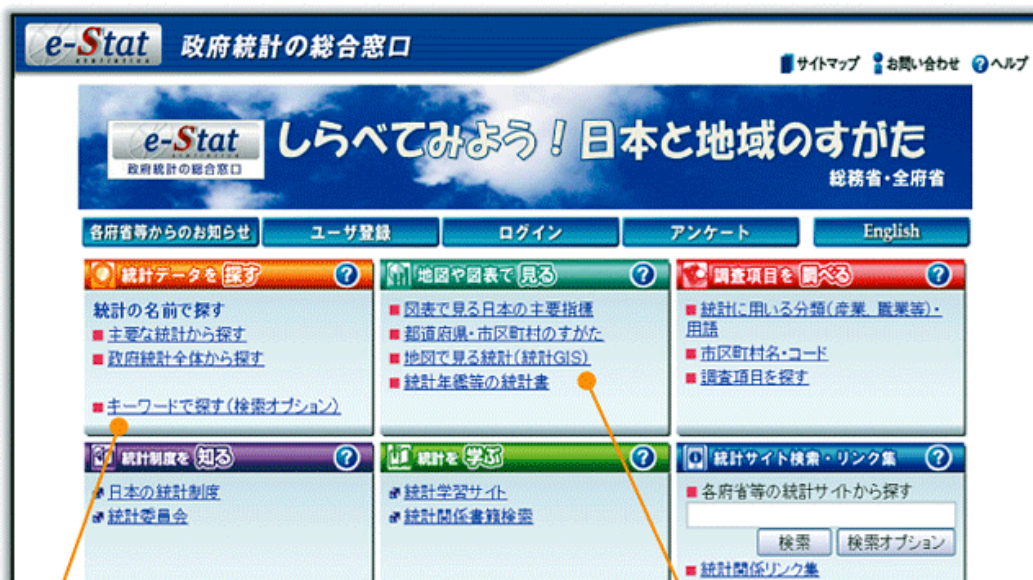 e-Stat 政府統計の総合窓口
サイトマップ お問い合わせ ヘルプ
e-Stat
政府統計の総合窓口
しらべてみよう!日本と地域のすがた
総務省・全府省
各府省等からのお知らせ ユーザ登録 ログイン アンケート English
統計データを 探す ?
統計の名前で探す
主要な統計から探す
政府統計全体から探す
キーワードで探す(検索オプション)
地図や図表で 見る ?
図表で見る日本の主要指標
都道府県・市区町村のすがた
地図で見る統計(統計GIS)
統計年鑑等の統計書
調査項目を 調べる ?
統計に用いる分類(産業、職業等)・
用語
市区町村名・コード
調査項目を探す
統計制度を 知る ?
日本の統計制度
統計委員会
統計を 学ぶ ?
統計学習サイト
統計関係書籍検索
統計サイト検索・リンク集 ?
各府省等の統計サイトから探す
検索 検索オプション
統計関係リンク集